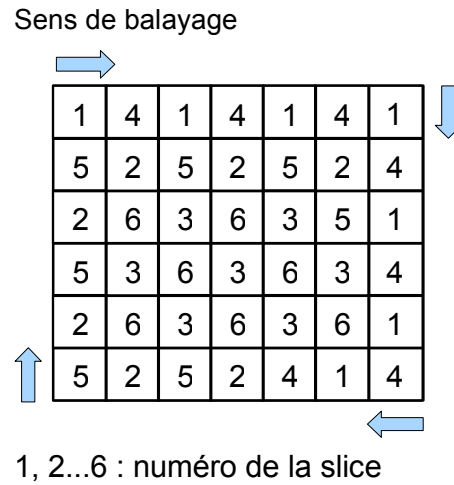 Sens de balayage
1 4 1 4 1 4 1
5 2 5 2 5 2 4
2 6 3 6 3 5 1
5 3 6 3 6 3 4
2 6 3 6 3 6 1
5 2 5 2 4 1 4
1, 2...6 : numéro de la slice